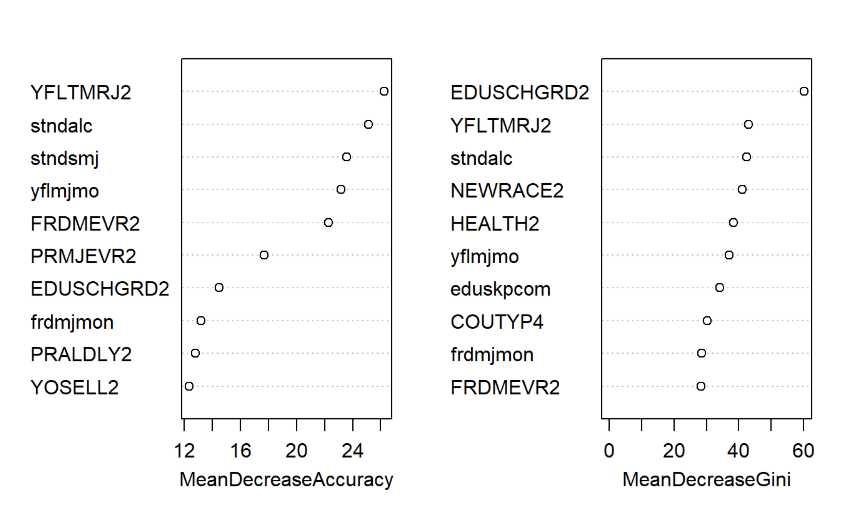 YFLTMRJ2
stndalc
stndsmj
yflmjmo
FRDMEVR2
PRMJEVR2
EDUSCHGRD2
frdmjmon
PRALDLY2
YOSELL2
12 16 20 24
MeanDecreaseAccuracy
EDUSCHGRD2
YFLTMRJ2
stndalc
NEWRACE2
HEALTH2
yflmjmo
eduskpcom
COUTYP4
frdmjmon
FRDMEVR2
0 20 40 60
MeanDecreaseGini